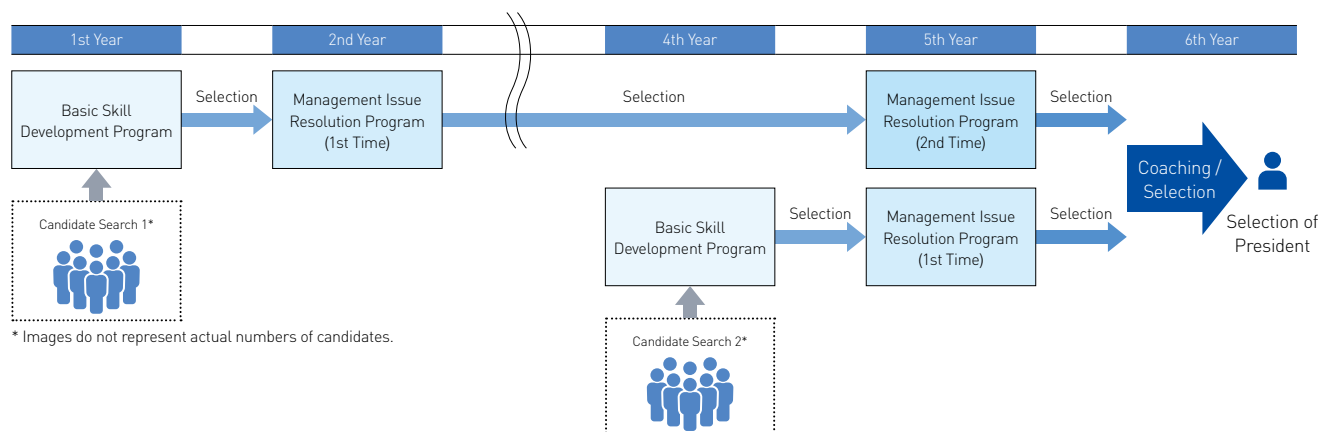 1st Year
2nd Year
4th Year
5th Year
6th Year
Basic Skill
Development Program
Selection
Management Issue
Resolution Program
(1st Time)
Selection
Management Issue
Resolution Program
(2nd Time)
Selection
Coaching /
Selection
Selection of
President
Candidate Search 1*
Basic Skill
Development Program
Selection
Management Issue
Resolution Program
(1st Time)
Selection
* Images do not represent actual numbers of candidates.
Candidate Search 2*